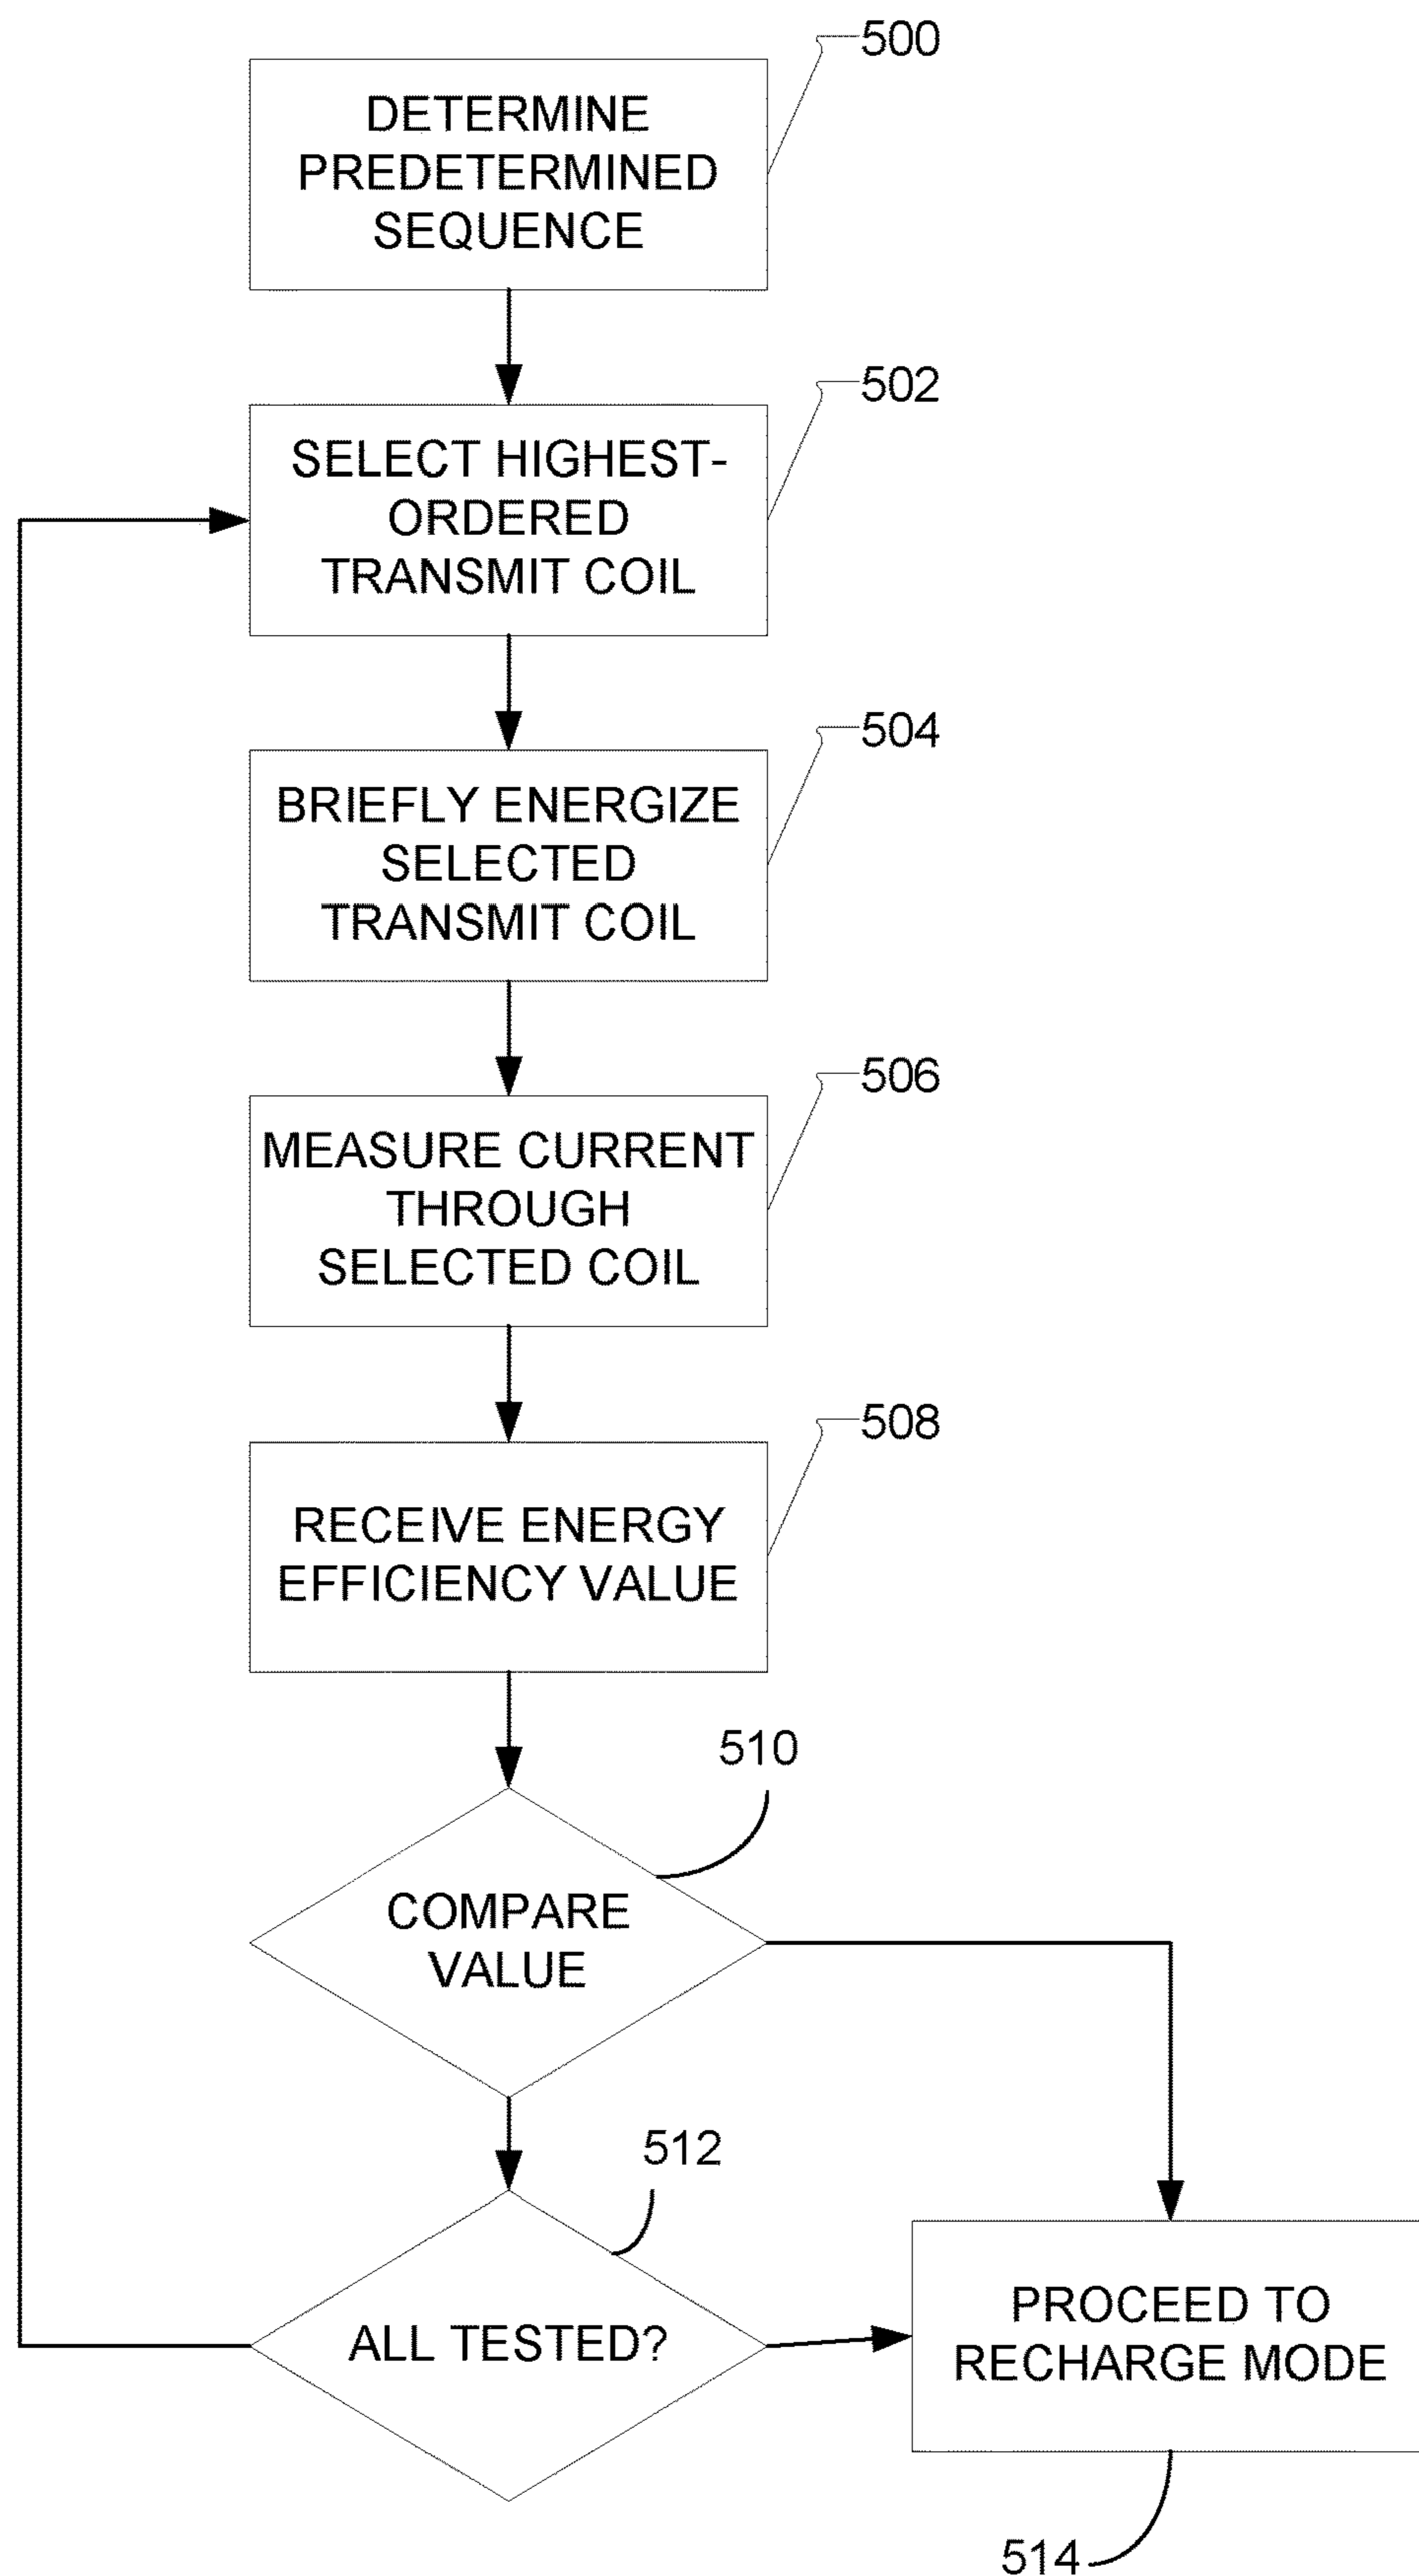 500
DETERMINE
PREDETERMINED
SEQUENCE
502
SELECT HIGHEST-
ORDERED
TRANSMIT COIL
504
BRIEFLY ENERGIZE
SELECTED
TRANSMIT COIL
506
MEASURE CURRENT
THROUGH
SELECTED COIL
508
RECEIVE ENERGY
EFFICIENCY VALUE
510
COMPARE
VALUE
512
ALL TESTED?
PROCEED TO
RECHARGE MODE
514